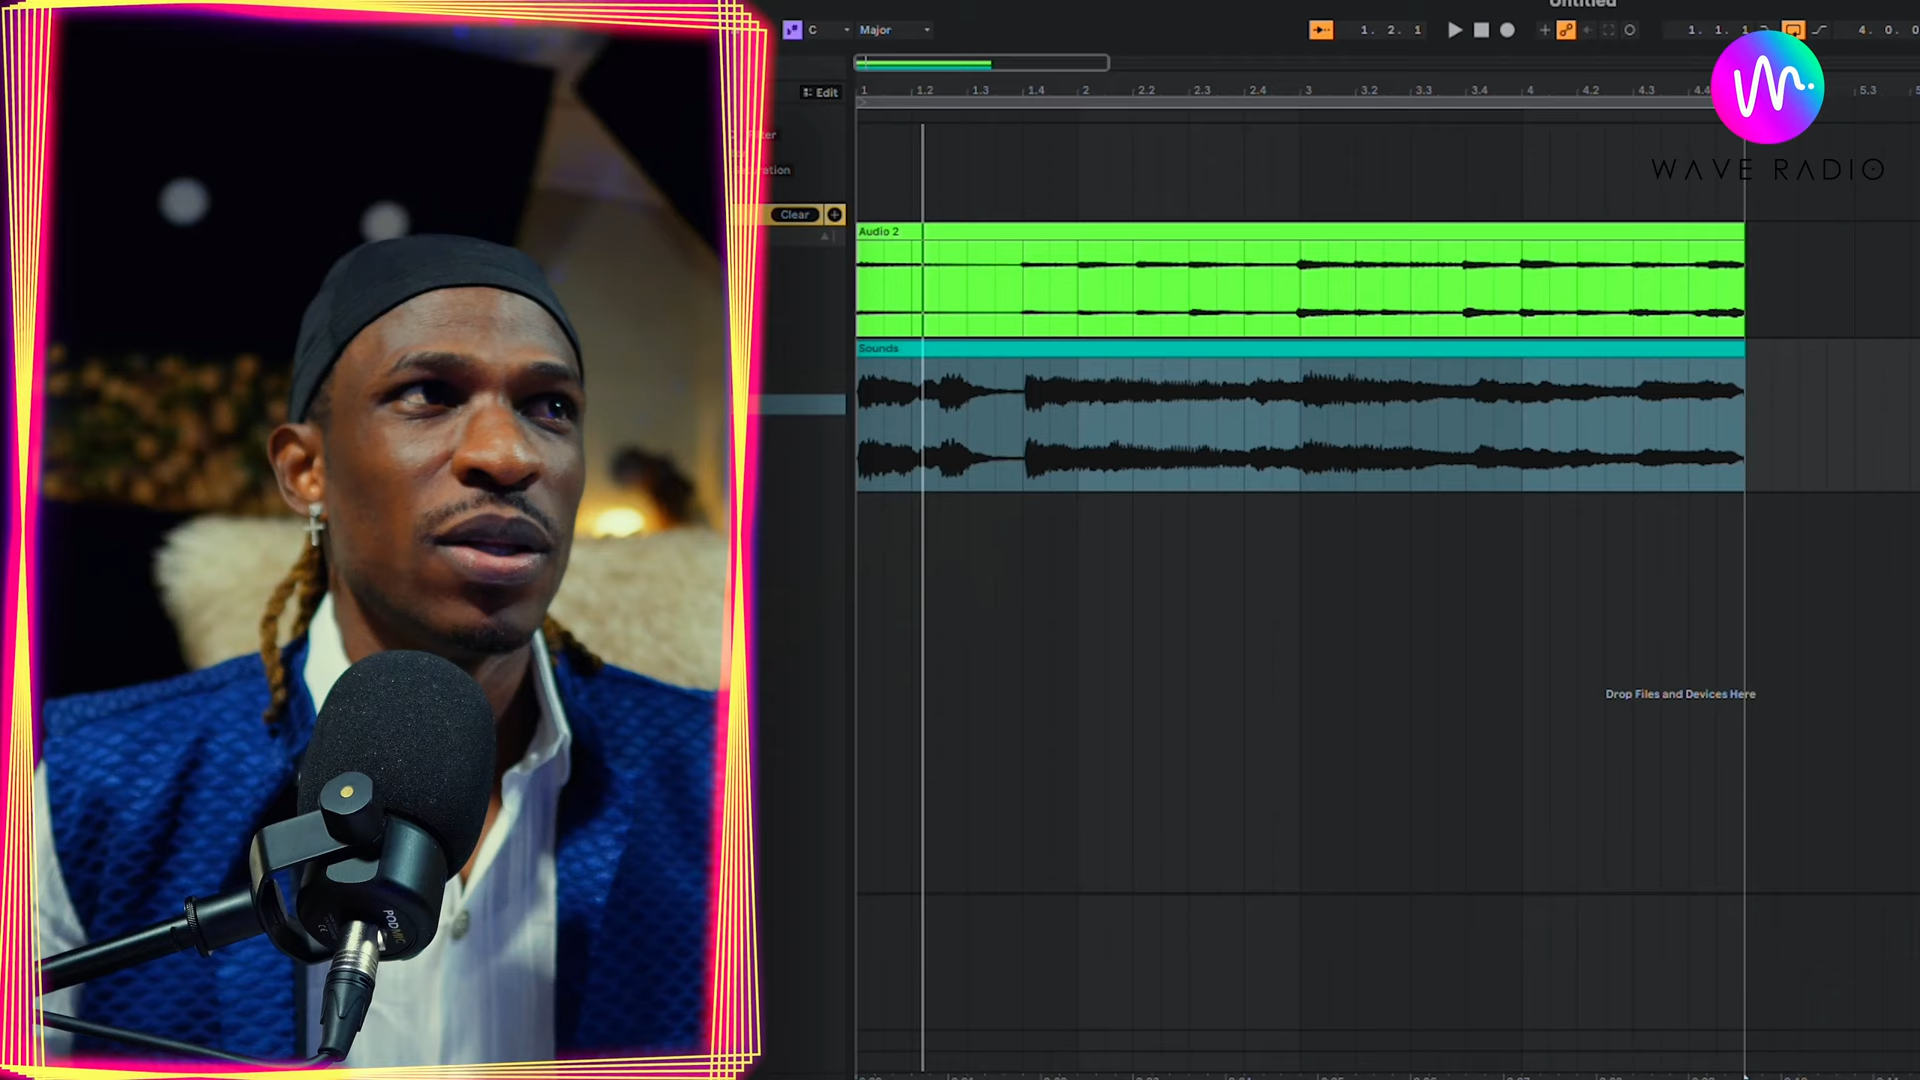 Untitled
C
Major
1. 2. 1
1. 1. 1
4. 0. 0
Edit
1 1.2 1.3 1.4 2 2.2 2.3 2.4 3 3.2 3.3 3.4 4 4.2 4.3 4.4 5.3
WAVE RADIO
Clear
Audio 2
Sounds
Drop Files and Devices Here
PODMIC